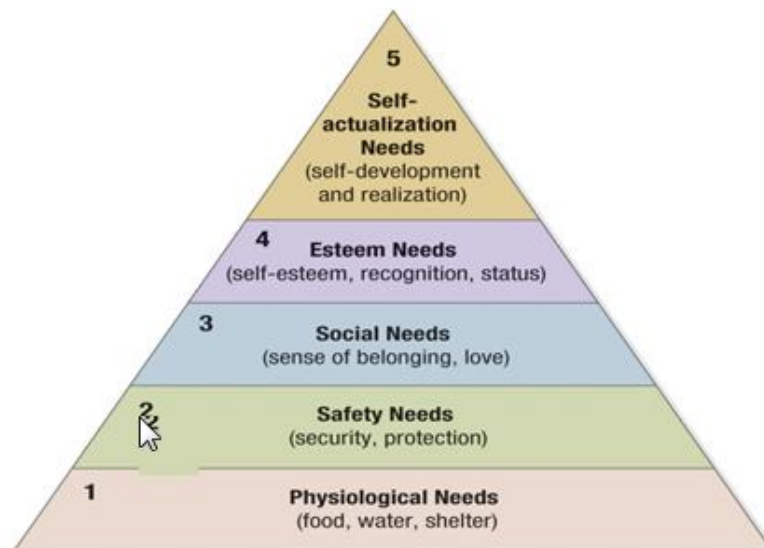 5
Self-
actualization
Needs
(self-development
and realization)
4
Esteem Needs
(self-esteem, recognition, status)
3
Social Needs
(sense of belonging, love)
2
Safety Needs
(security, protection)
1
Physiological Needs
(food, water, shelter)